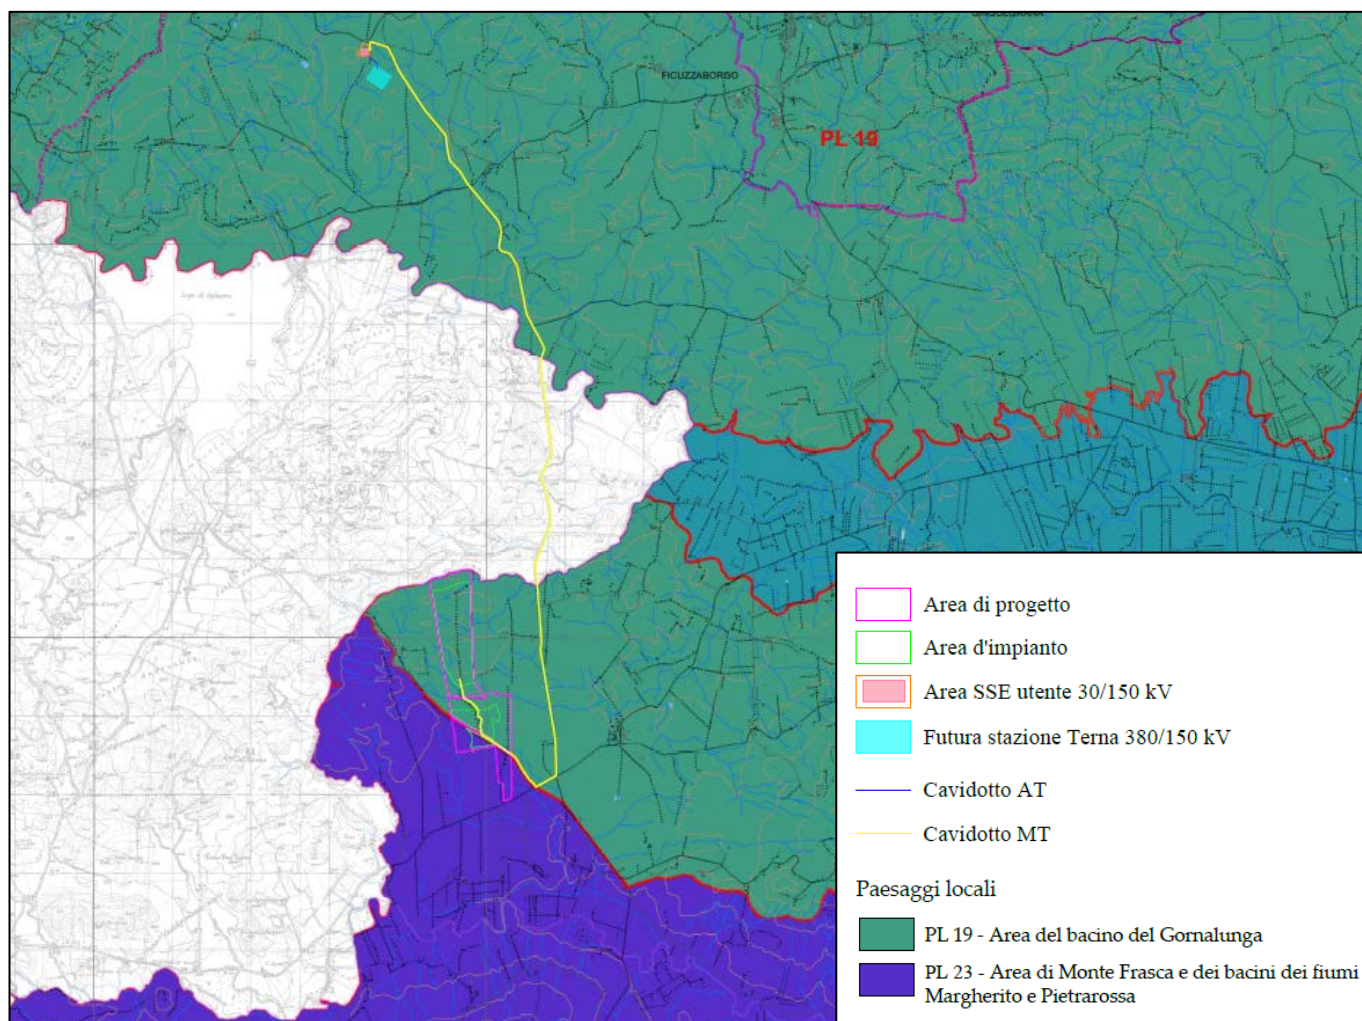 FICUZZABORGO
PL 19
Area di progetto
Area d'impianto
Area SSE utente 30/150 kV
Futura stazione Terna 380/150 kV
Cavidotto AT
Cavidotto MT
Paesaggi locali
PL 19 - Area del bacino del Gornalunga
PL 23 - Area di Monte Frasca e dei bacini dei fiumi
Margherito e Pietrarossa